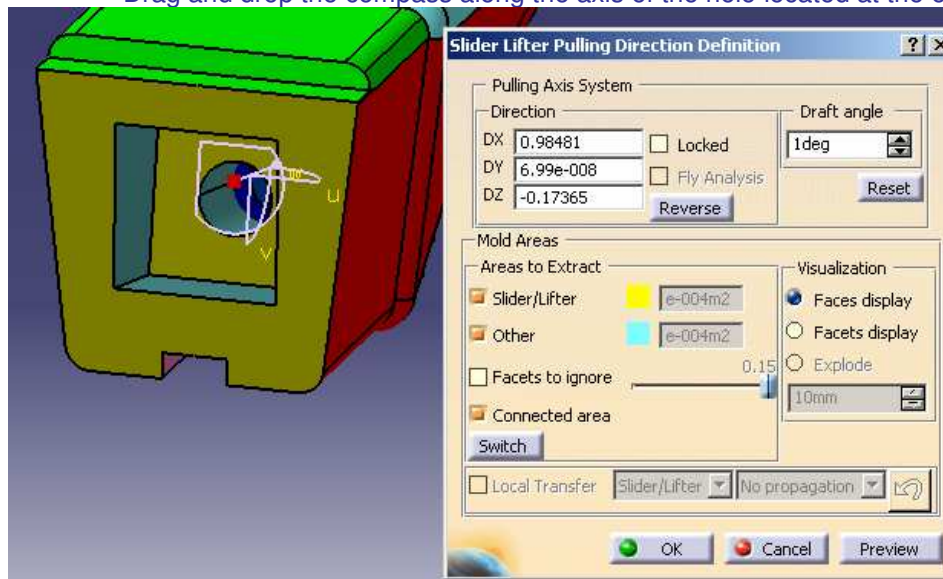 Drag and drop the compass along the axis of the hole located at the
Slider Lifter Pulling Direction Definition
Pulling Axis System
Direction
Draft angle
DX 0.98481 Locked
1deg
DY 6.99e-008 Fly Analysis
DZ -0.17365 Reverse
Reset
Mold Areas
Areas to Extract
Visualization
Slider/Lifter e-004m2
Faces display
Other e-004m2
Facets display
Facets to ignore 0.15
Explode
10mm
Connected area
Switch
Local Transfer Slider/Lifter No propagation
OK Cancel Preview
U
V